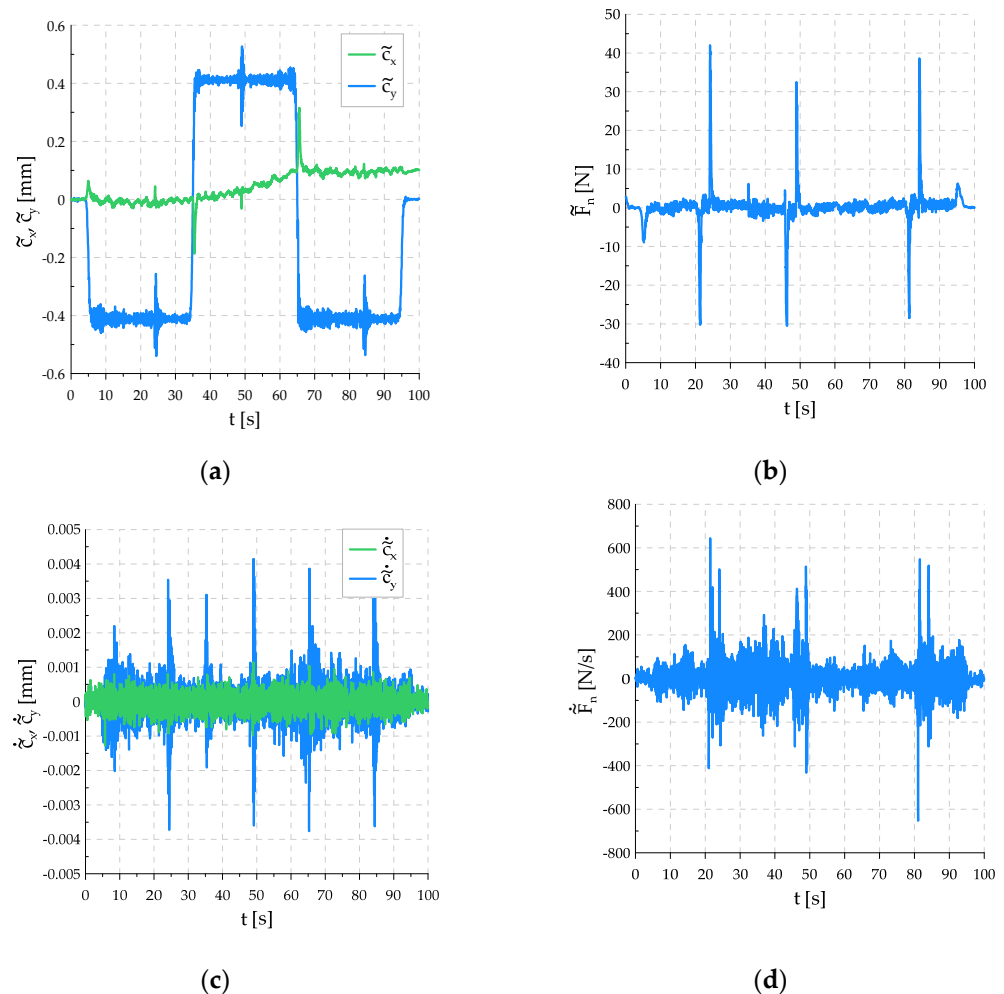 0.6
0.4
0.2
0
-0.2
-0.4
-0.6
c̃ₓ, c̃ᵧ [mm]
c̃ₓ
c̃ᵧ
0 10 20 30 40 50 60 70 80 90 100
t [s]
(a)
50
40
30
20
10
0
-10
-20
-30
-40
F̃ₙ [N]
0 10 20 30 40 50 60 70 80 90 100
t [s]
(b)
0.005
0.004
0.003
0.002
0.001
0
-0.001
-0.002
-0.003
-0.004
-0.005
c̃̇ₓ, c̃̇ᵧ [mm]
c̃̇ₓ
c̃̇ᵧ
0 10 20 30 40 50 60 70 80 90 100
t [s]
(c)
800
600
400
200
0
-200
-400
-600
-800
F̃̇ₙ [N/s]
0 10 20 30 40 50 60 70 80 90 100
t [s]
(d)